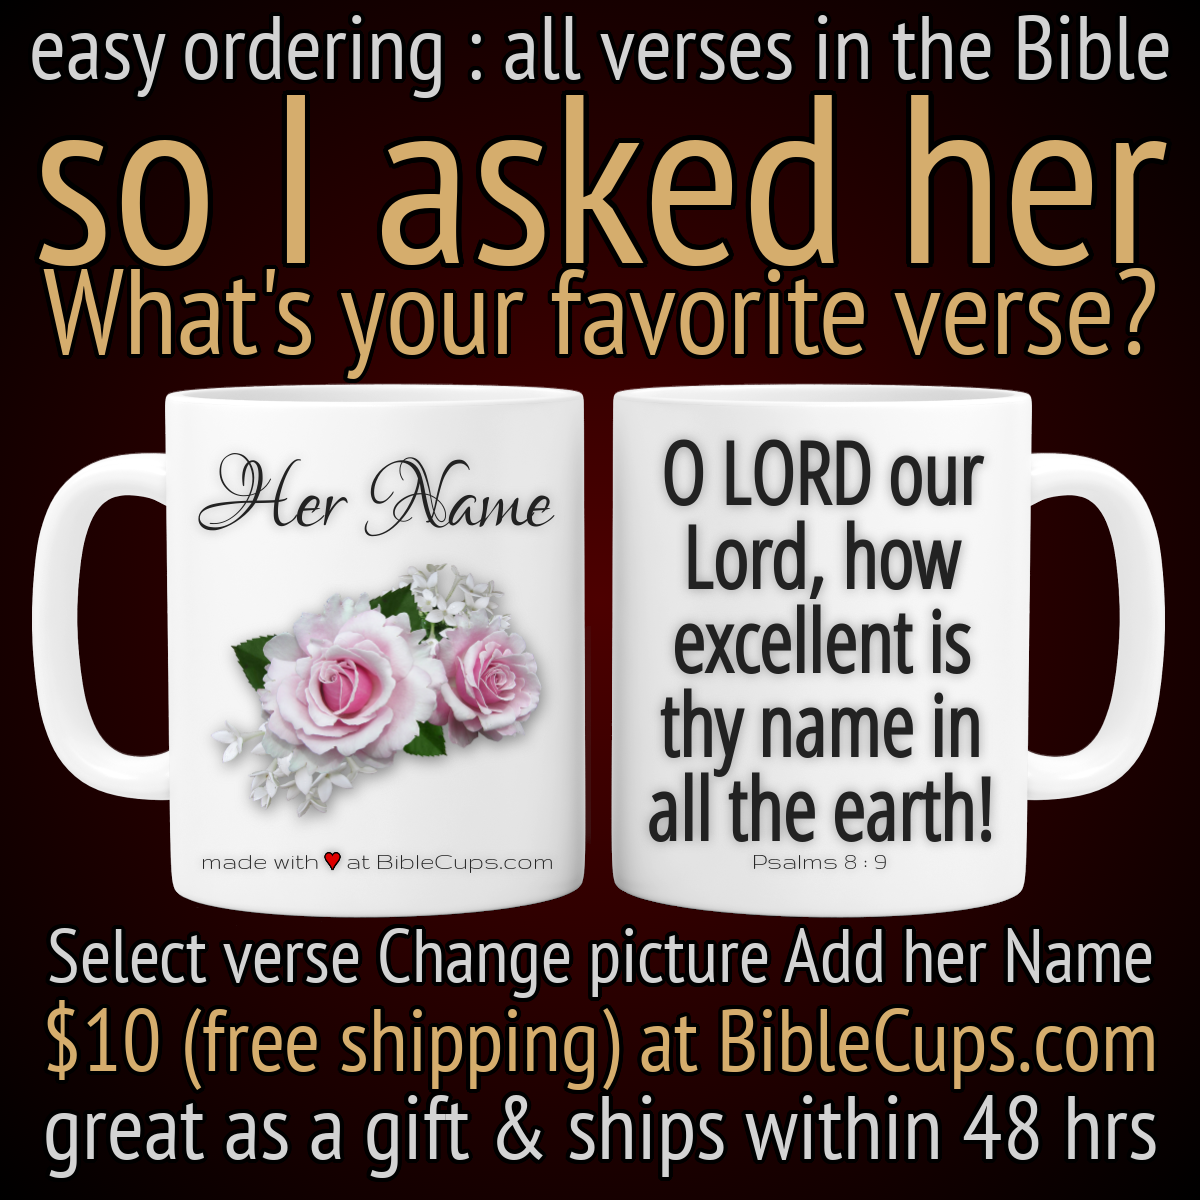 easy ordering : all verses in the Bible
so I asked her
What's your favorite verse?
Her Name
made with ♥ at BibleCups.com
O LORD our
Lord, how
excellent is
thy name in
all the earth!
Psalms 8 : 9
Select verse Change picture Add her Name
$10 (free shipping) at BibleCups.com
great as a gift & ships within 48 hrs